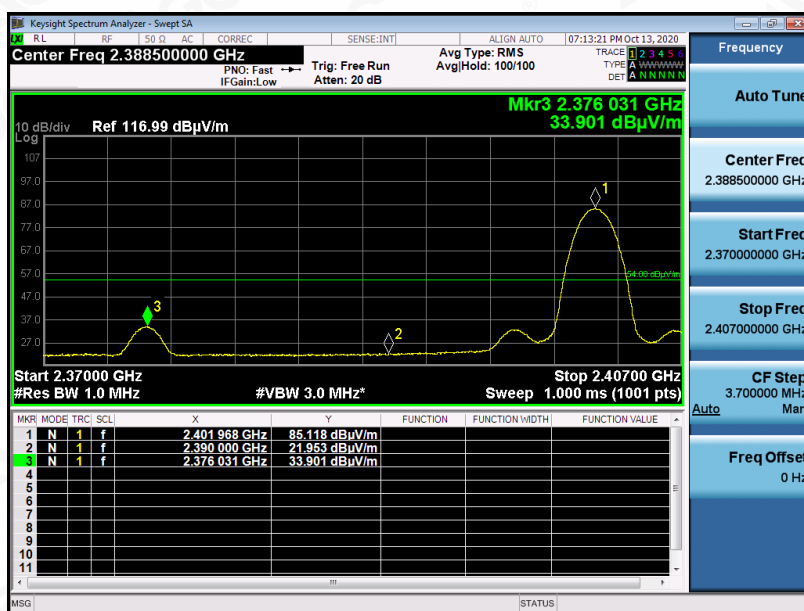 Keysight Spectrum Analyzer - Swept SA
LXI RL RF 50 Ω AC CORREC SENSE:INT ALIGN AUTO 07:13:21 PM Oct 13, 2020
Center Freq 2.388500000 GHz
PNO: Fast
IFGain:Low
Trig: Free Run
Atten: 20 dB
Avg Type: RMS
Avg|Hold: 100/100
TRACE 1 2 3 4 5 6
TYPE A WWWWW
DET A N N N N N
Mkr3 2.376 031 GHz
33.901 dBµV/m
10 dB/div Ref 116.99 dBµV/m
Log
107
97.0
87.0
77.0
67.0
57.0
47.0
37.0
27.0
1
2
3
54.00 dBµV/m
Start 2.37000 GHz Stop 2.40700 GHz
#Res BW 1.0 MHz #VBW 3.0 MHz* Sweep 1.000 ms (1001 pts)
MKR MODE TRC SCL X Y FUNCTION FUNCTION WIDTH FUNCTION VALUE
1 N 1 f 2.401 968 GHz 85.118 dBµV/m
2 N 1 f 2.390 000 GHz 21.953 dBµV/m
3 N 1 f 2.376 031 GHz 33.901 dBµV/m
4
5
6
7
8
9
10
11
MSG STATUS
Frequency
Auto Tune
Center Freq
2.388500000 GHz
Start Freq
2.370000000 GHz
Stop Freq
2.407000000 GHz
CF Step
3.700000 MHz
Auto Man
Freq Offset
0 Hz